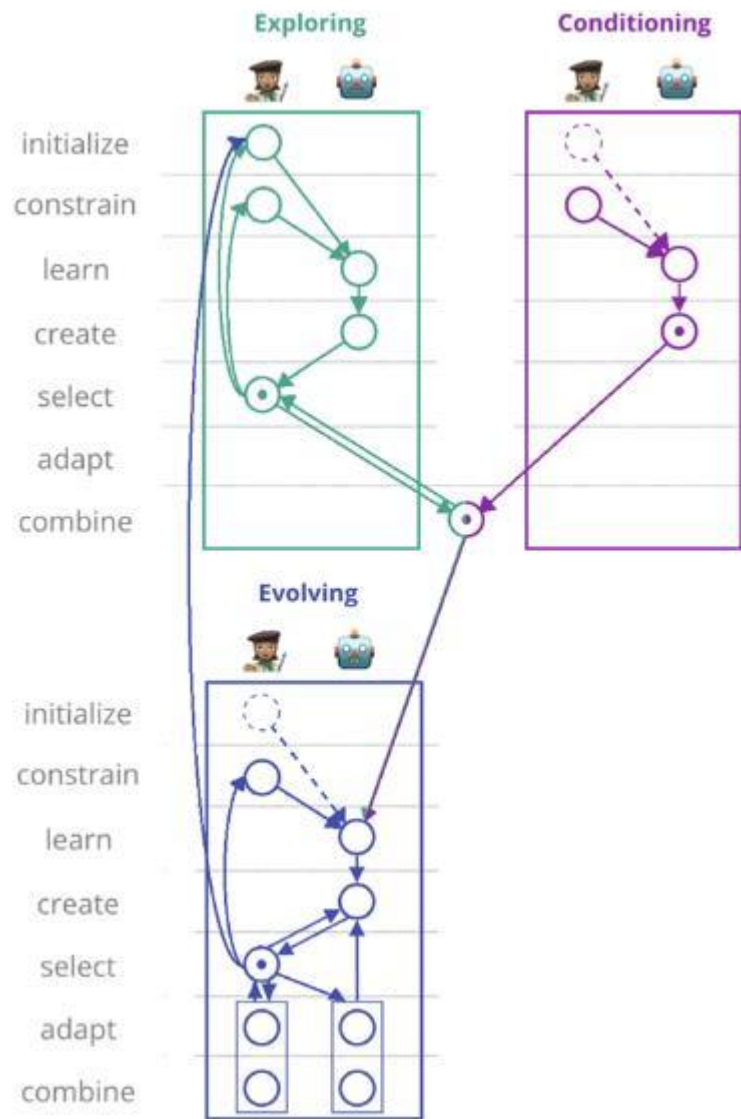 Exploring Conditioning
initialize
constrain
learn
create
select
adapt
combine
Evolving
initialize
constrain
learn
create
select
adapt
combine